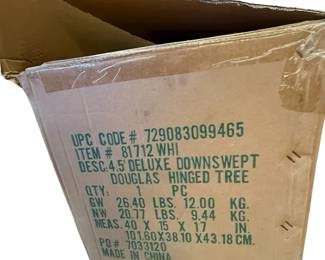 UPC CODE# 729083099465
ITEM# 81712 WHI
DESC: 4.5' DELUXE DOWNSWEPT
DOUGLAS HINGED TREE
QTY: 1 PC
GW 26.40 LBS. 12.00 KG.
NW 20.77 LBS. 9.44 KG.
MEAS. 40 X 15 X 17 IN.
101.60X38.10X43.18 CM.
PO# 7033120
MADE IN CHINA